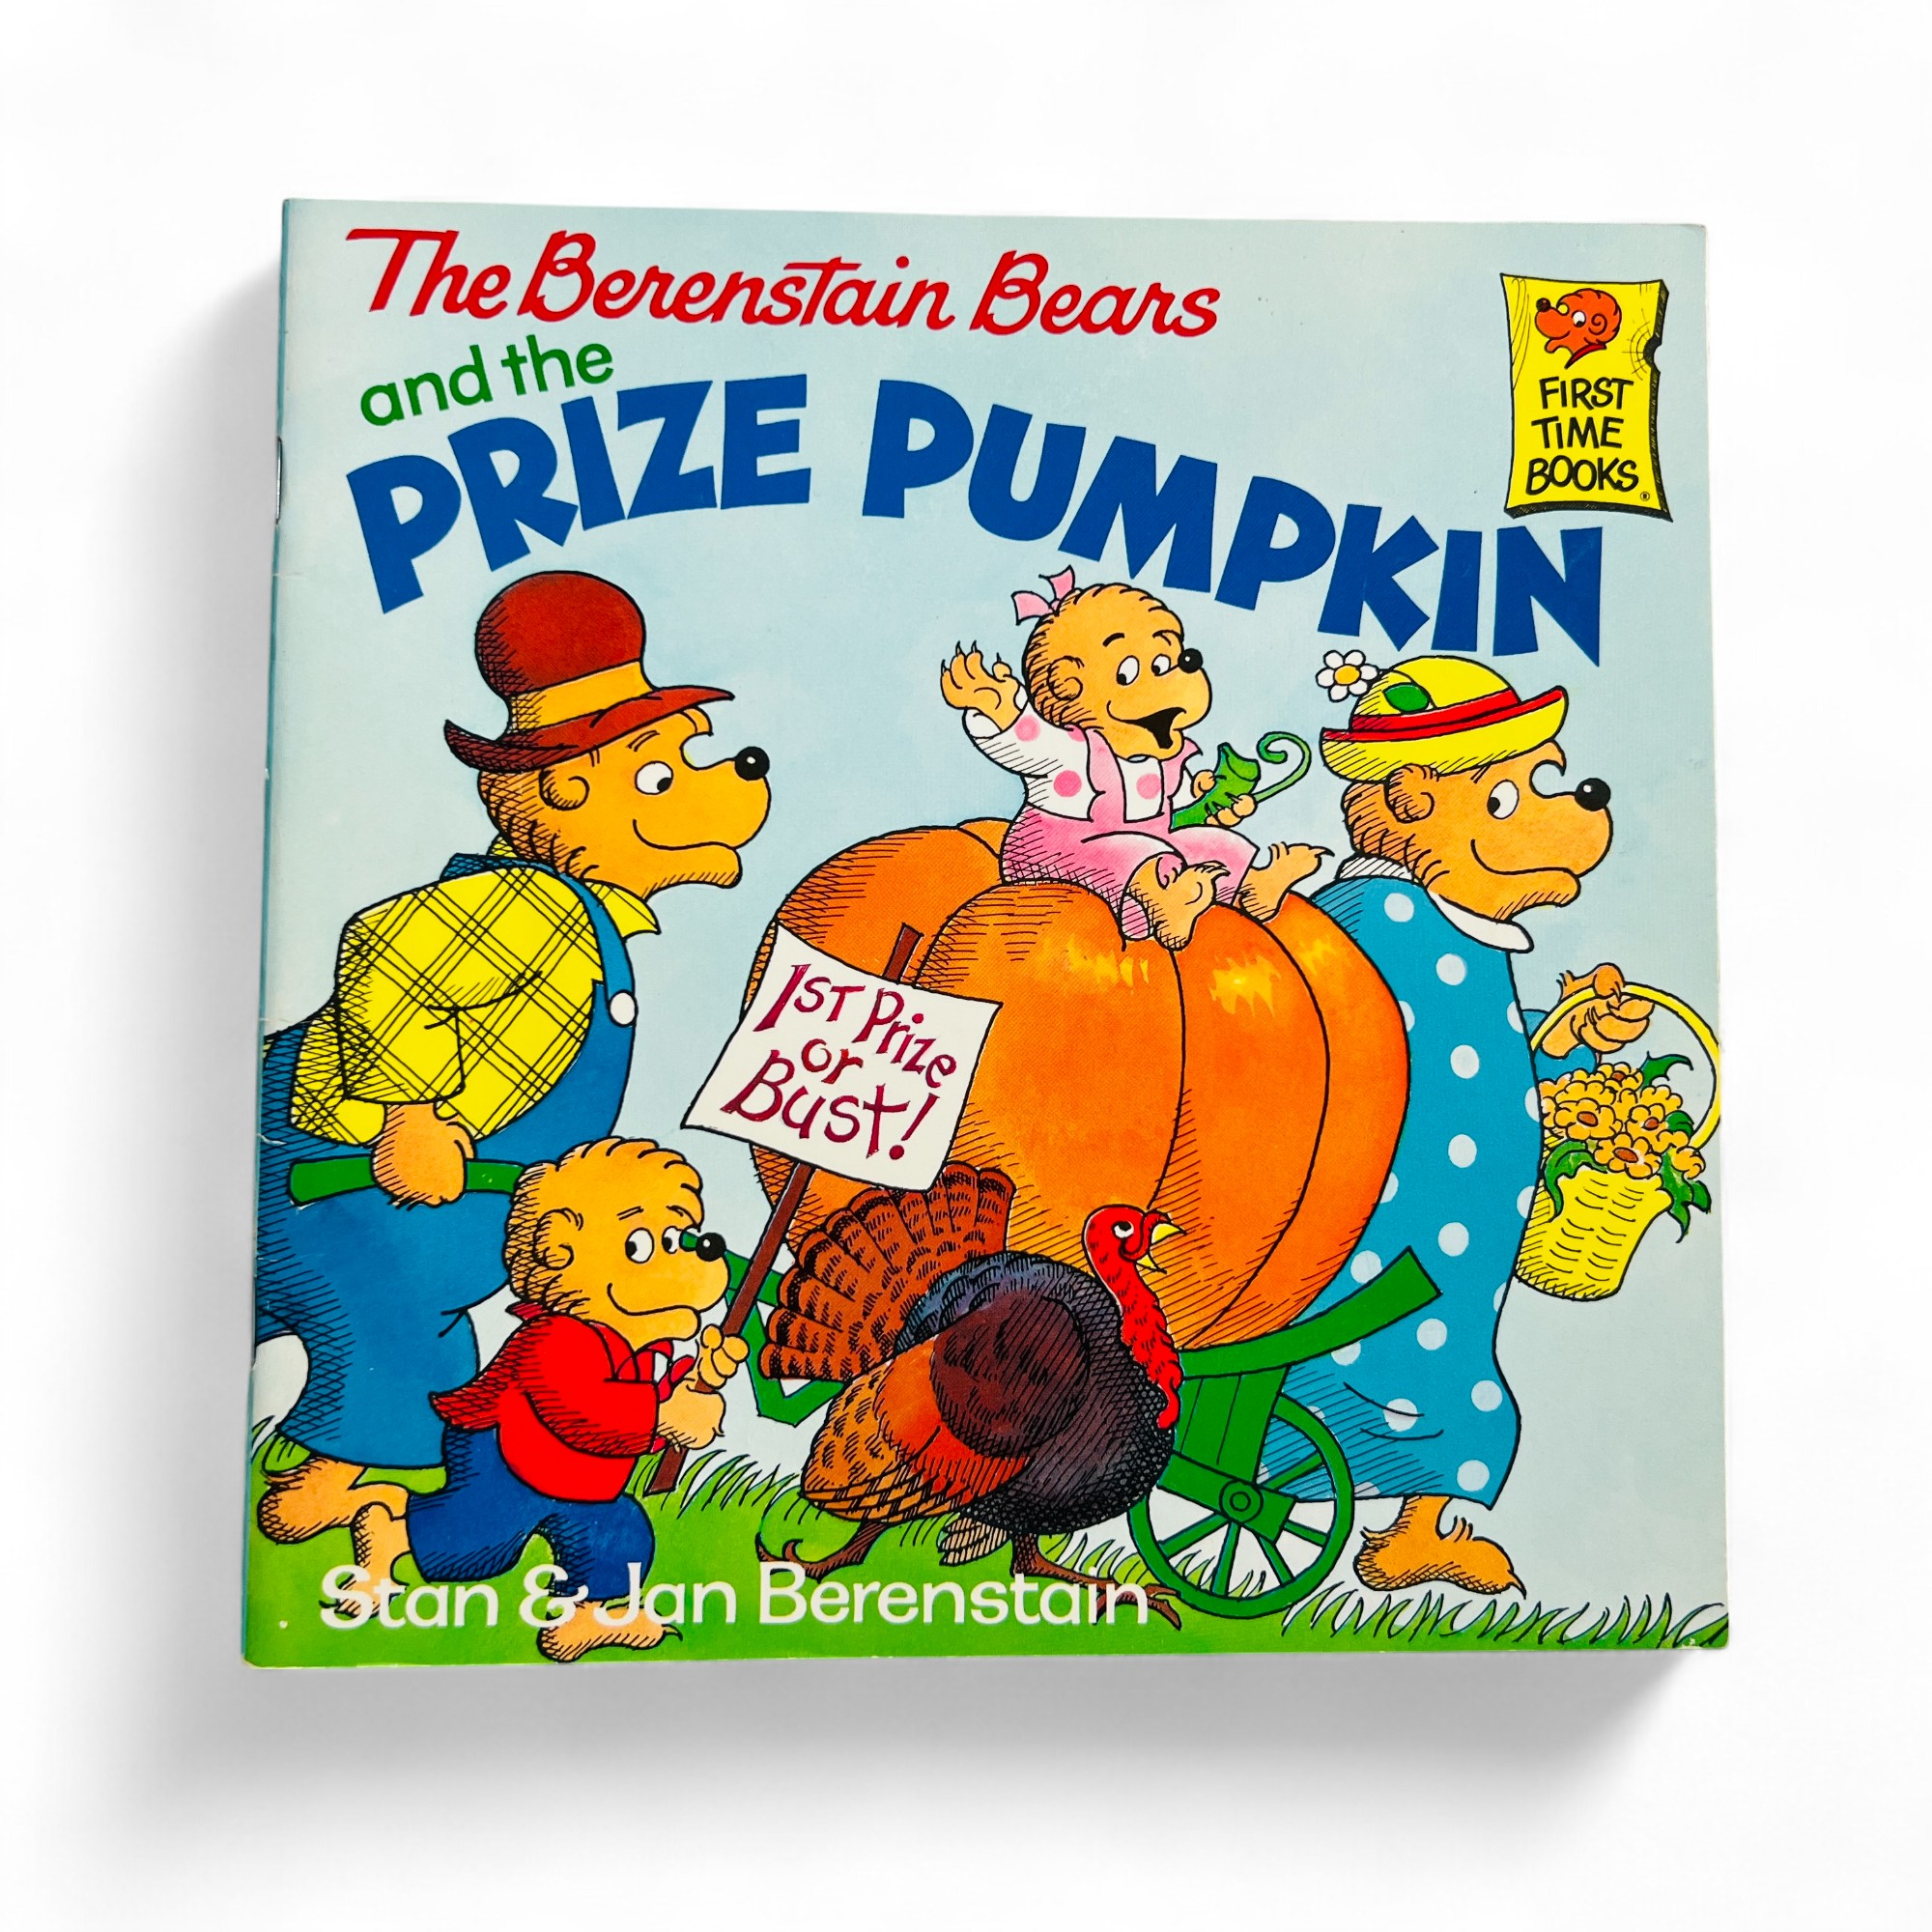 The Berenstain Bears
and the
PRIZE PUMPKIN
FIRST
TIME
BOOKS®
1ST Prize
or
Bust!
Stan & Jan Berenstain